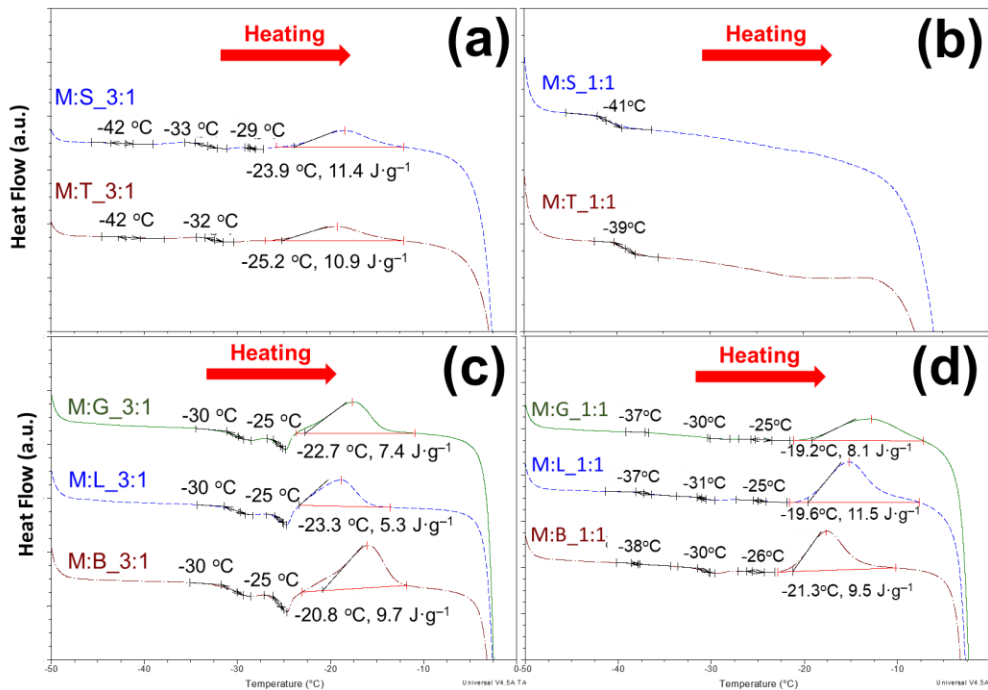 Heating
(a)
M:S_3:1
-42 °C -33 °C -29 °C
-23.9 °C, 11.4 J·g⁻¹
M:T_3:1
-42 °C -32 °C
-25.2 °C, 10.9 J·g⁻¹
Heat Flow (a.u.)
Heating
(b)
M:S_1:1
-41°C
M:T_1:1
-39°C
Heating
(c)
M:G_3:1
-30 °C -25 °C
-22.7 °C, 7.4 J·g⁻¹
M:L_3:1
-30 °C -25 °C
-23.3 °C, 5.3 J·g⁻¹
M:B_3:1
-30 °C -25 °C
-20.8 °C, 9.7 J·g⁻¹
Heat Flow (a.u.)
-50 -40 -30 -20 -10 0
Temperature (°C)
Universal V4.5A TA
Heating
(d)
M:G_1:1
-37°C -30°C -25°C
-19.2°C, 8.1 J·g⁻¹
M:L_1:1
-37°C -31°C -25°C
-19.6°C, 11.5 J·g⁻¹
M:B_1:1
-38°C -30°C -26°C
-21.3°C, 9.5 J·g⁻¹
-50 -40 -30 -20 -10
Temperature (°C)
Universal V4.5A TA